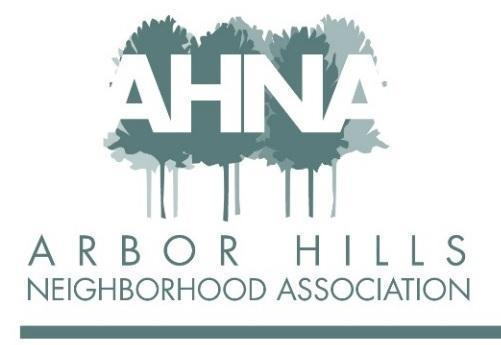 AHNA
ARBOR HILLS
NEIGHBORHOOD ASSOCIATION